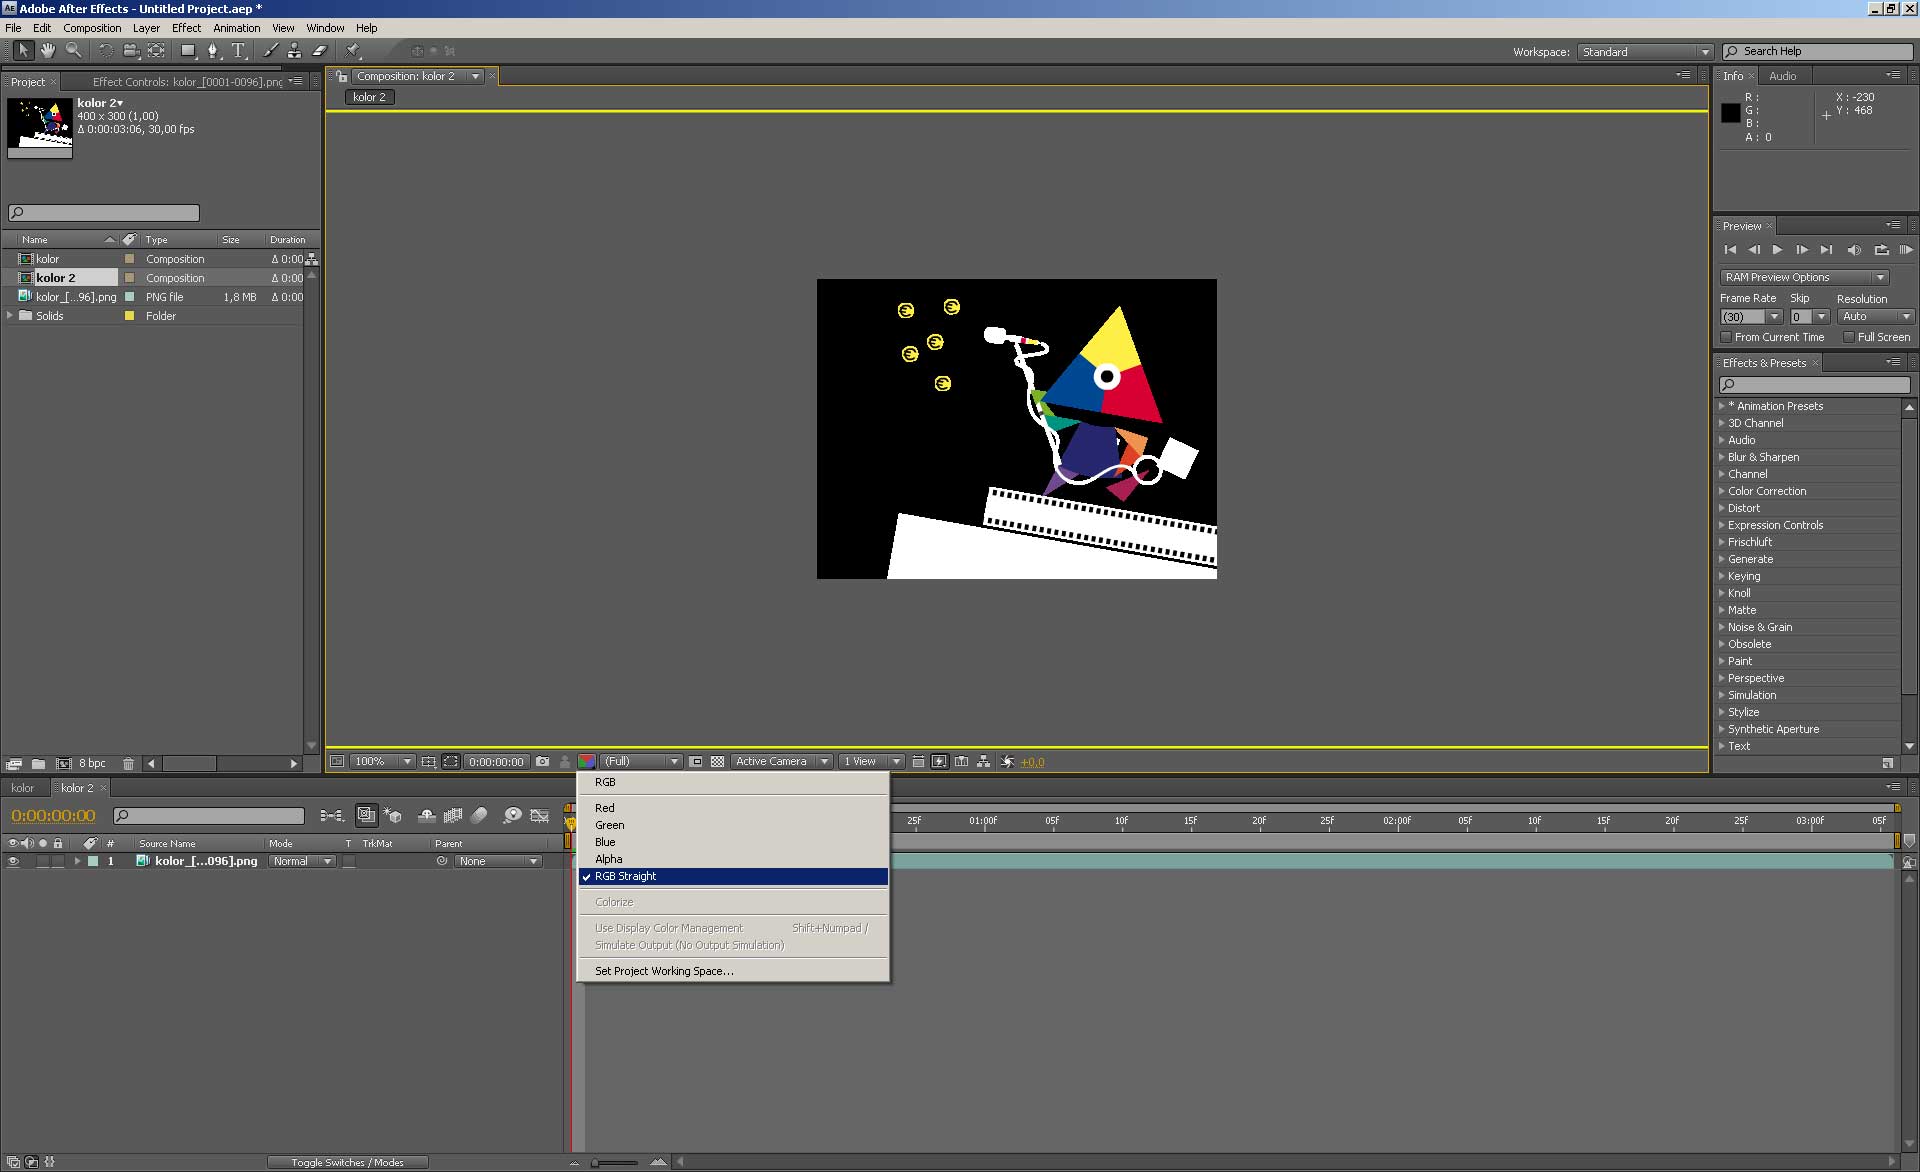 Adobe After Effects - Untitled Project.aep *
File Edit Composition Layer Effect Animation View Window Help
Workspace: Standard Search Help
Project Effect Controls: kolor_[0001-0096].png
kolor 2
400 x 300 (1,00)
Δ 0:00:03:06, 30,00 fps
Name Type Size Duration
kolor Composition Δ 0:00
kolor 2 Composition Δ 0:00
kolor_[...96].png PNG file 1,8 MB Δ 0:00
Solids Folder
8 bpc
Composition: kolor 2
kolor 2
100% 0:00:00:00 (Full) Active Camera 1 View +0,0
Info Audio
R :
G :
B :
A : 0
X : -230
Y : 468
Preview
RAM Preview Options
Frame Rate Skip Resolution
(30) 0 Auto
From Current Time Full Screen
Effects & Presets
* Animation Presets
3D Channel
Audio
Blur & Sharpen
Channel
Color Correction
Distort
Expression Controls
Frischluft
Generate
Keying
Knoll
Matte
Noise & Grain
Obsolete
Paint
Perspective
Simulation
Stylize
Synthetic Aperture
Text
RGB
Red
Green
Blue
Alpha
RGB Straight
Colorize
Use Display Color Management Shift+Numpad /
Simulate Output (No Output Simulation)
Set Project Working Space...
kolor kolor 2
0:00:00:00
25f 01:00f 05f 10f 15f 20f 25f 02:00f 05f 10f 15f 20f 25f 03:00f 05f
# Source Name Mode T TrkMat Parent
1 kolor_[...096].png Normal None
Toggle Switches / Modes